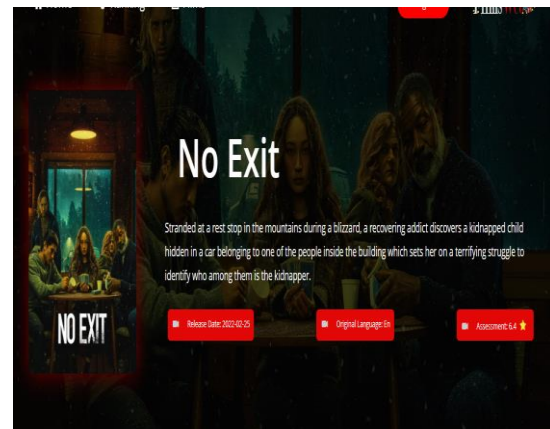 No Exit
Stranded at a rest stop in the mountains during a blizzard, a recovering addict discovers a kidnapped child
hidden in a car belonging to one of the people inside the building which sets her on a terrifying struggle to
identify who among them is the kidnapper.
NO EXIT
Release Date: 2022-02-25
Original Language: En
Assessment: 6.4